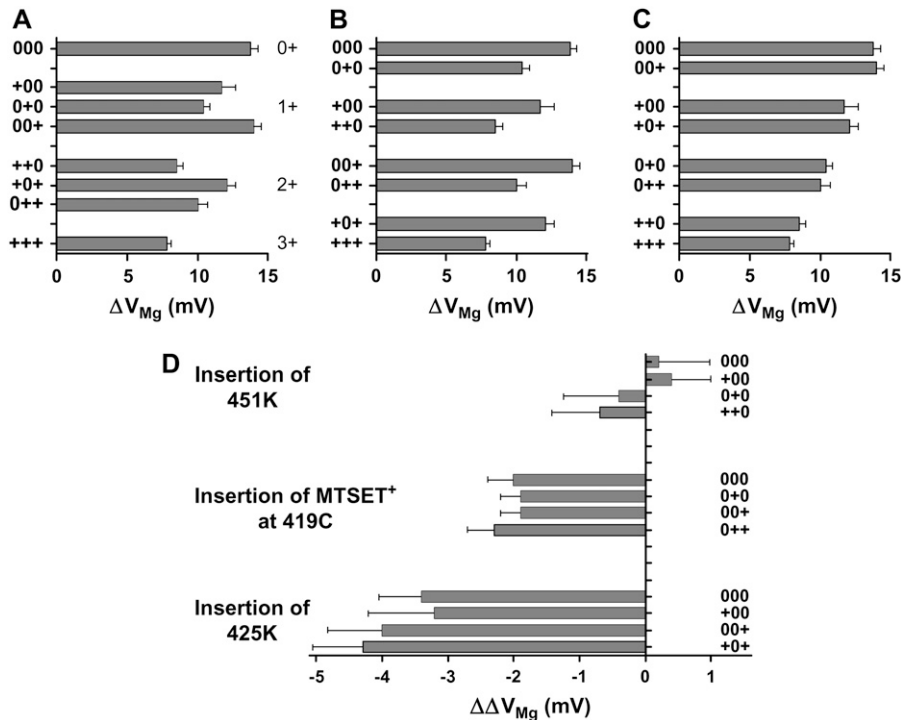 A
000 0+
+00
0+0 1+
00+
++0
+0+ 2+
0++
+++ 3+
0 5 10 15
ΔV_Mg (mV)
B
000
0+0
+00
++0
00+
0++
+0+
+++
0 5 10 15
ΔV_Mg (mV)
C
000
00+
+00
+0+
0+0
0++
++0
+++
0 5 10 15
ΔV_Mg (mV)
D
Insertion of
451K
000
+00
0+0
++0
Insertion of MTSET⁺
at 419C
000
0+0
00+
0++
Insertion of
425K
000
+00
00+
+0+
-5 -4 -3 -2 -1 0 1
ΔΔV_Mg (mV)